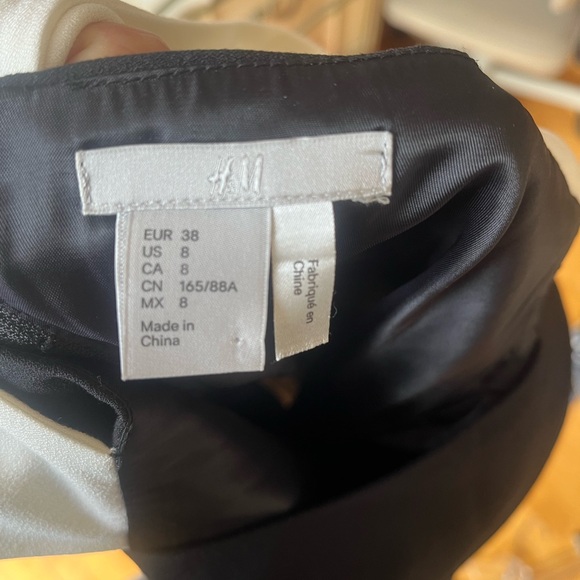 H&M
EUR 38
US 8
CA 8
CN 165/88A
MX 8
Made in
China
Fabriqué en
Chine